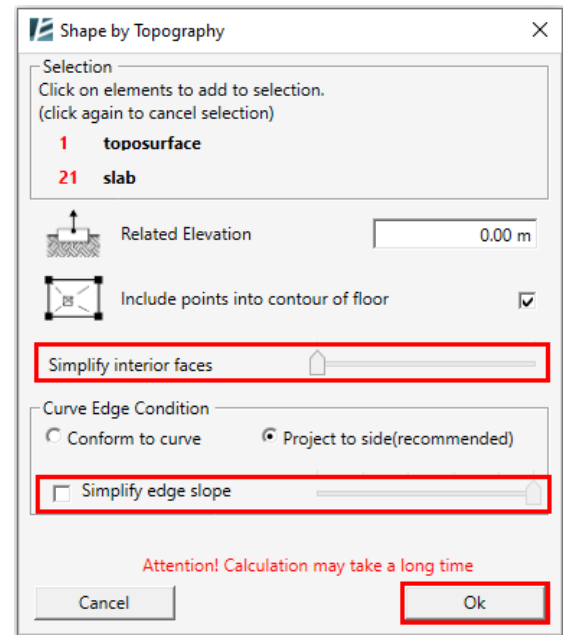 Shape by Topography
Selection
Click on elements to add to selection.
(click again to cancel selection)
1 toposurface
21 slab
Related Elevation 0.00 m
Include points into contour of floor
Simplify interior faces
Curve Edge Condition
Conform to curve Project to side(recommended)
Simplify edge slope
Attention! Calculation may take a long time
Cancel Ok